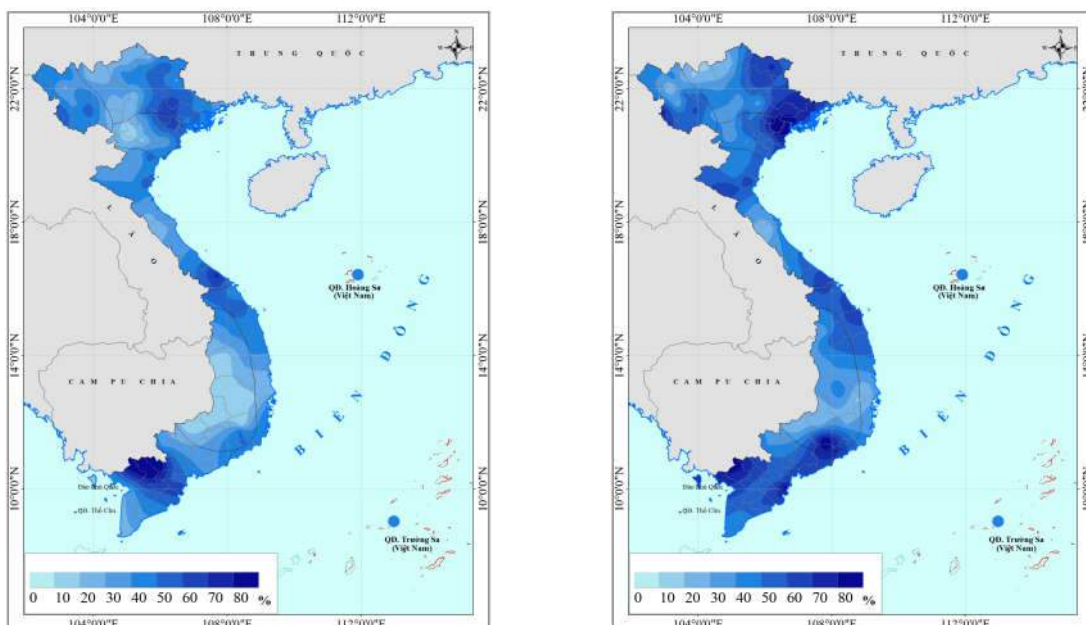 104°0'0"E 108°0'0"E 112°0'0"E
N
W E
S
TRUNG QUỐC
22°0'0"N
18°0'0"N
14°0'0"N
10°0'0"N
LÀO
QĐ. Hoàng Sa
(Việt Nam)
BIỂN ĐÔNG
CAM PU CHIA
QĐ. Thổ Chu
QĐ. Trường Sa
(Việt Nam)
0 10 20 30 40 50 60 70 80 %
104°0'0"E 108°0'0"E 112°0'0"E
104°0'0"E 108°0'0"E 112°0'0"E
N
W E
S
TRUNG QUỐC
22°0'0"N
18°0'0"N
14°0'0"N
10°0'0"N
LÀO
QĐ. Hoàng Sa
(Việt Nam)
BIỂN ĐÔNG
CAM PU CHIA
QĐ. Thổ Chu
QĐ. Trường Sa
(Việt Nam)
0 10 20 30 40 50 60 70 80 %
104°0'0"E 108°0'0"E 112°0'0"E